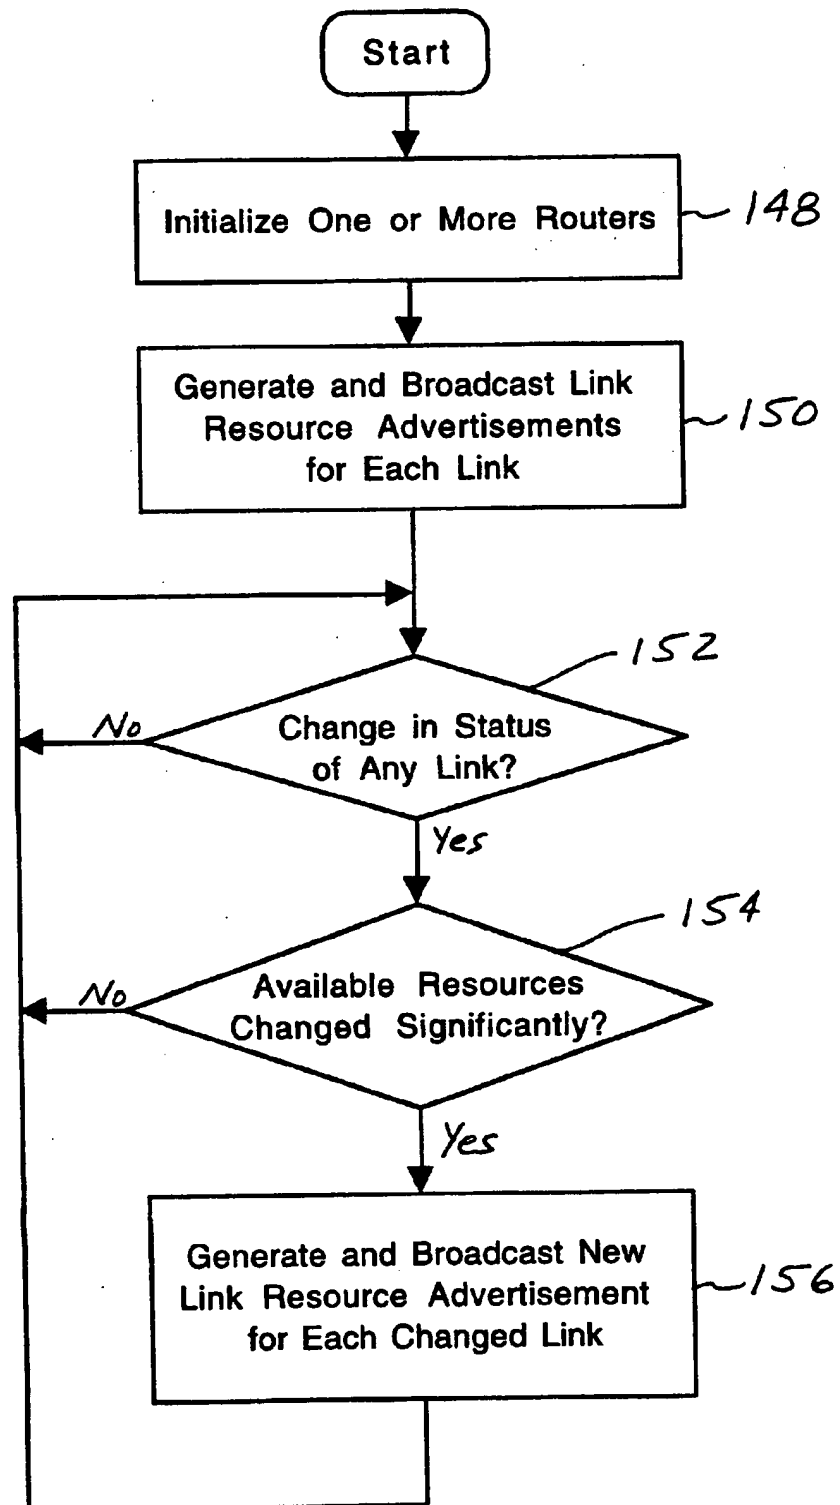 Start
Initialize One or More Routers
148
Generate and Broadcast Link
Resource Advertisements
for Each Link
150
152
Change in Status
of Any Link?
No
Yes
154
Available Resources
Changed Significantly?
No
Yes
Generate and Broadcast New
Link Resource Advertisement
for Each Changed Link
156